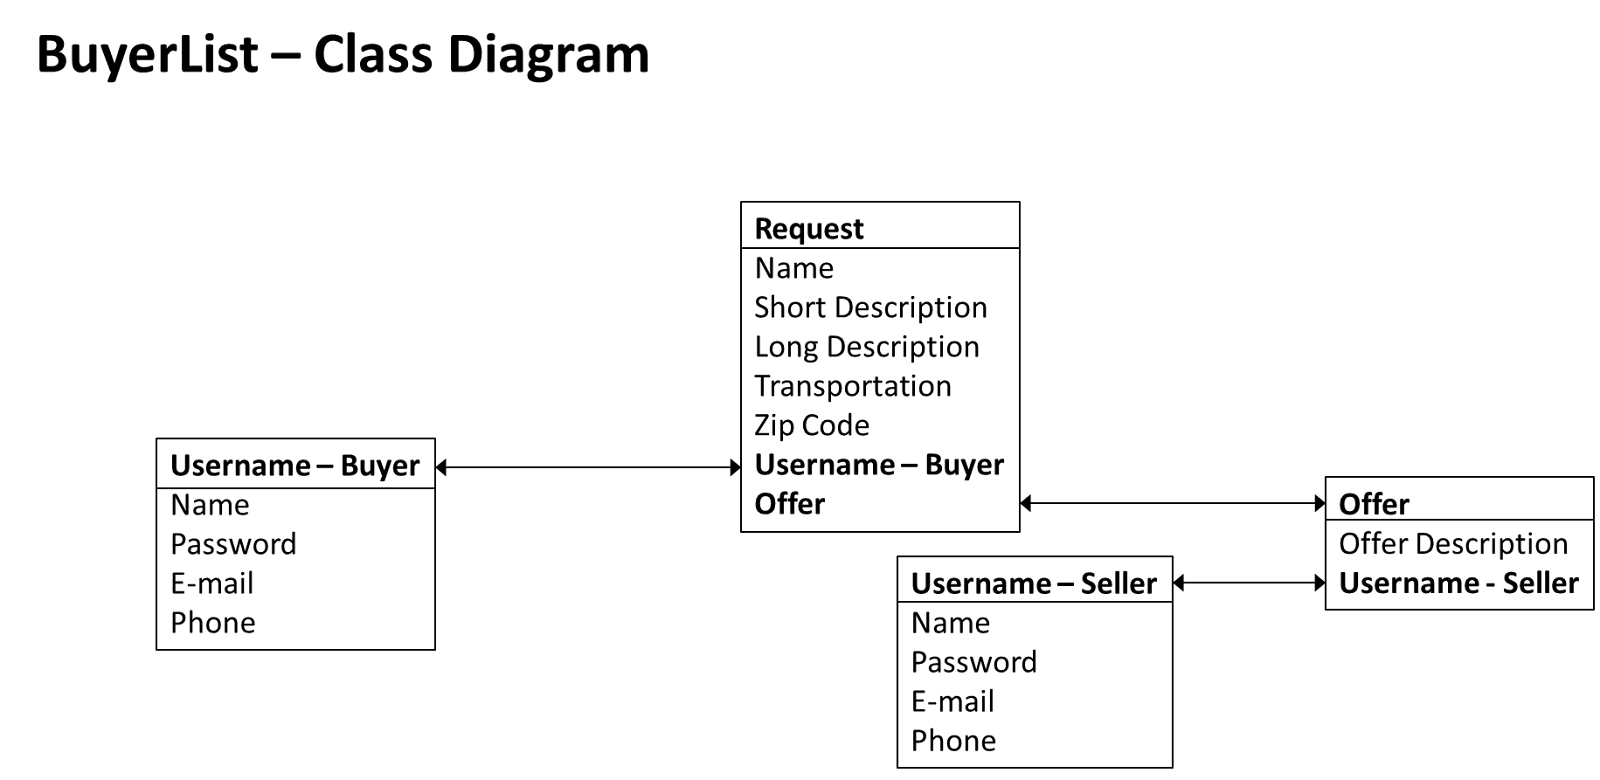 BuyerList – Class Diagram
Request
Name
Short Description
Long Description
Transportation
Zip Code
Username – Buyer
Offer
Username – Buyer
Name
Password
E-mail
Phone
Offer
Offer Description
Username - Seller
Username – Seller
Name
Password
E-mail
Phone